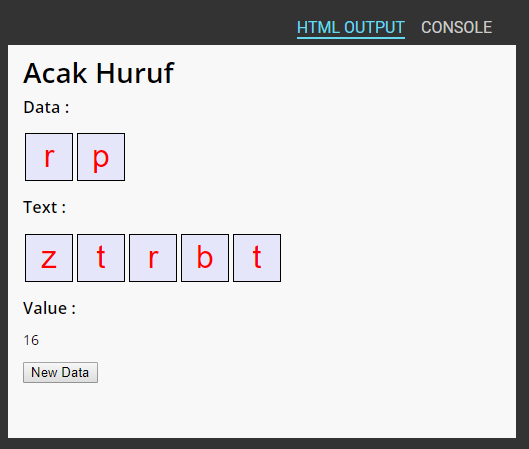 HTML OUTPUT CONSOLE
Acak Huruf
Data :
r p
Text :
z t r b t
Value :
16
New Data